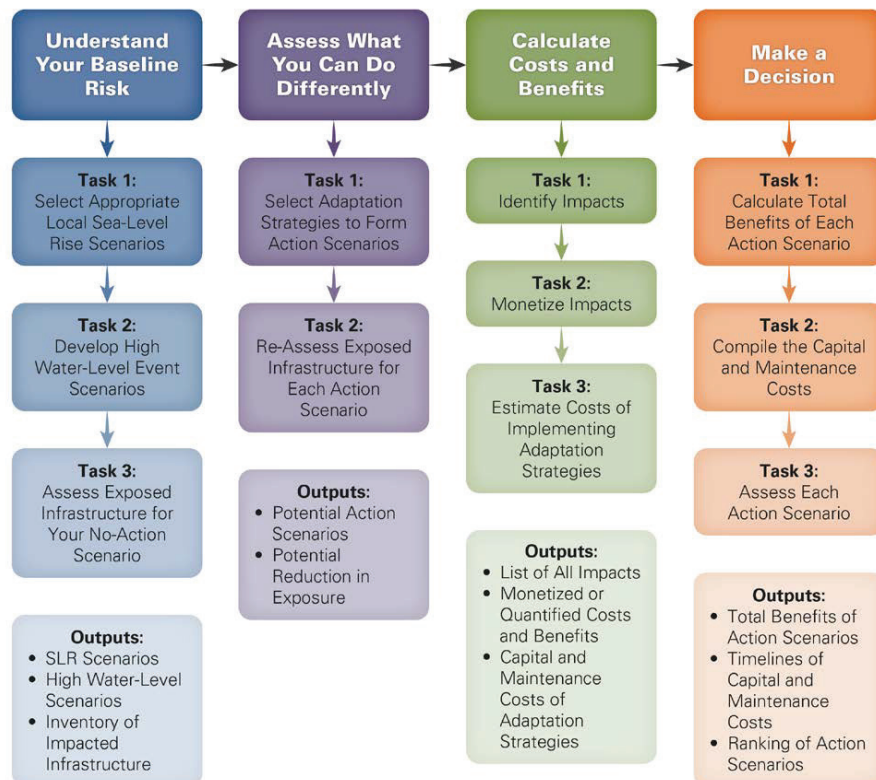 Understand
Your Baseline
Risk
Assess What
You Can Do
Differently
Calculate
Costs and
Benefits
Make a
Decision
Task 1:
Select Appropriate
Local Sea-Level
Rise Scenarios
Task 2:
Develop High
Water-Level Event
Scenarios
Task 3:
Assess Exposed
Infrastructure for
Your No-Action
Scenario
Outputs:
• SLR Scenarios
• High Water-Level
Scenarios
• Inventory of
Impacted
Infrastructure
Task 1:
Select Adaptation
Strategies to Form
Action Scenarios
Task 2:
Re-Assess Exposed
Infrastructure for
Each Action
Scenario
Outputs:
• Potential Action
Scenarios
• Potential
Reduction in
Exposure
Task 1:
Identify Impacts
Task 2:
Monetize Impacts
Task 3:
Estimate Costs of
Implementing
Adaptation
Strategies
Outputs:
• List of All Impacts
• Monetized or
Quantified Costs
and Benefits
• Capital and
Maintenance
Costs of
Adaptation
Strategies
Task 1:
Calculate Total
Benefits of Each
Action Scenario
Task 2:
Compile the Capital
and Maintenance
Costs
Task 3:
Assess Each
Action Scenario
Outputs:
• Total Benefits of
Action Scenarios
• Timelines of
Capital and
Maintenance
Costs
• Ranking of Action
Scenarios